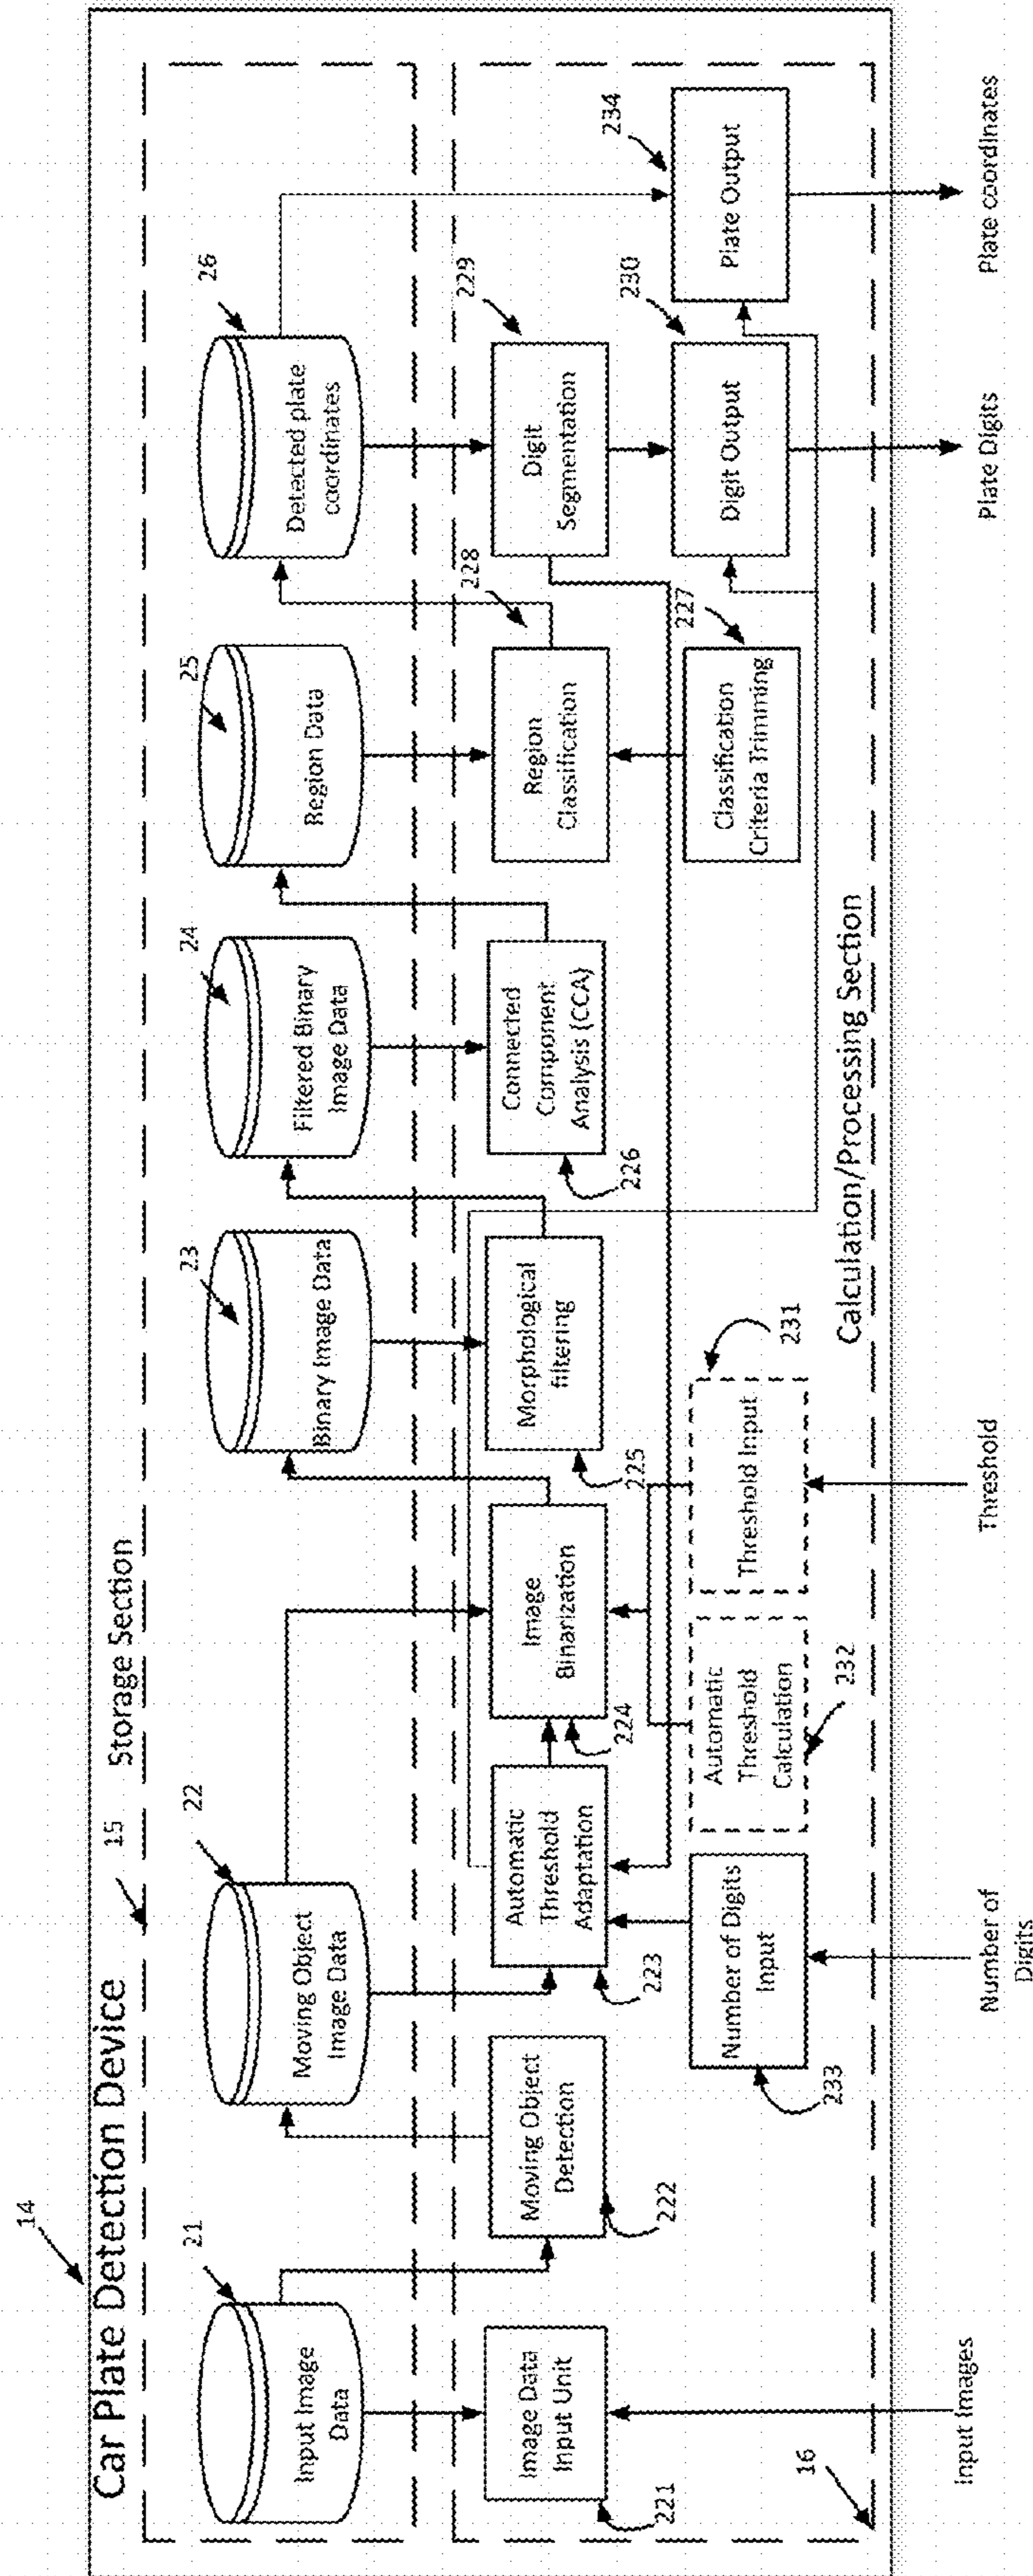 14
Car Plate Detection Device
15
Storage Section
21
Input Image
Data
22
Moving Object
Image Data
23
Binary Image Data
24
Filtered Binary
Image Data
25
Region Data
26
Detected plate
coordinates
Image Data
Input Unit
221
Moving Object
Detection
222
Automatic
Threshold
Adaptation
223
Image
Binarization
224
Morphological
filtering
225
Connected
Component
Analysis (CCA)
226
Region
Classification
228
Digit
Segmentation
229
Number of Digits
Input
233
Automatic
Threshold
Calculation
232
Threshold Input
231
Classification
Criteria Trimming
227
Digit Output
230
Plate Output
234
16
Calculation/Processing Section
Input Images
Number of
Digits
Threshold
Plate Digits
Plate coordinates